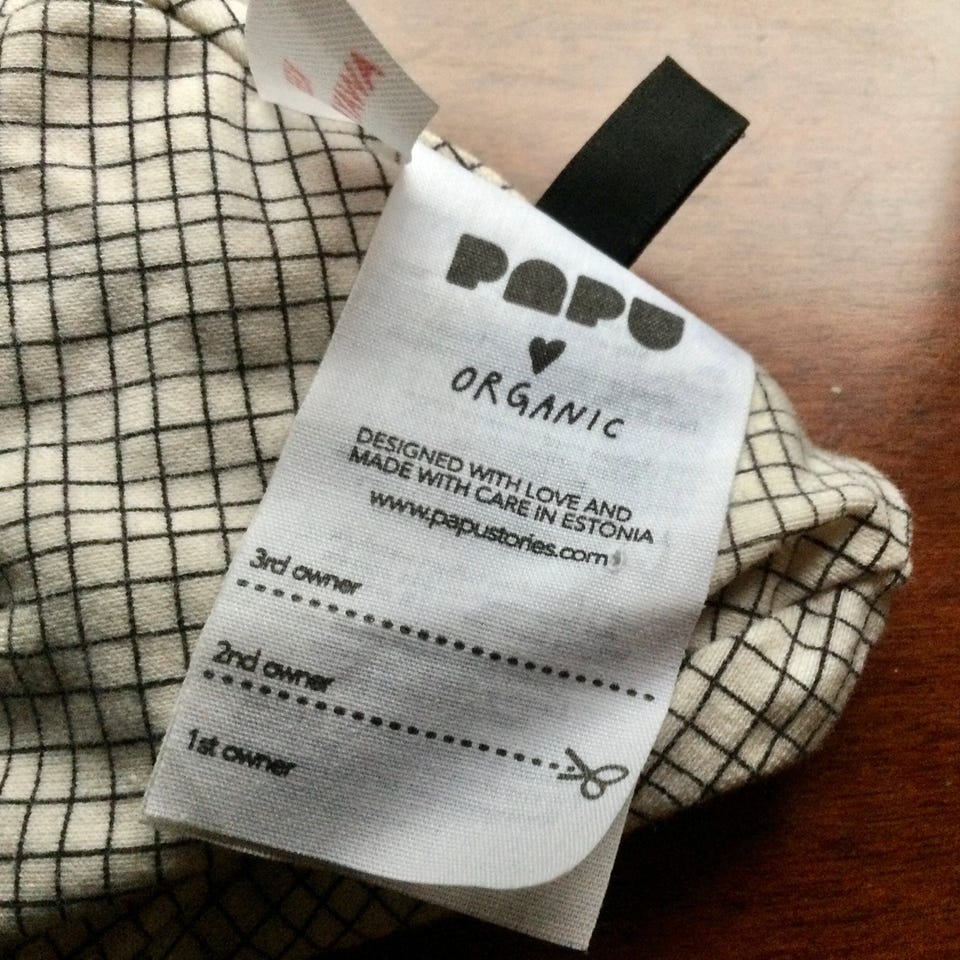 PAPU
ORGANIC
DESIGNED WITH LOVE AND
MADE WITH CARE IN ESTONIA
www.papustories.com
3rd owner
2nd owner
1st owner